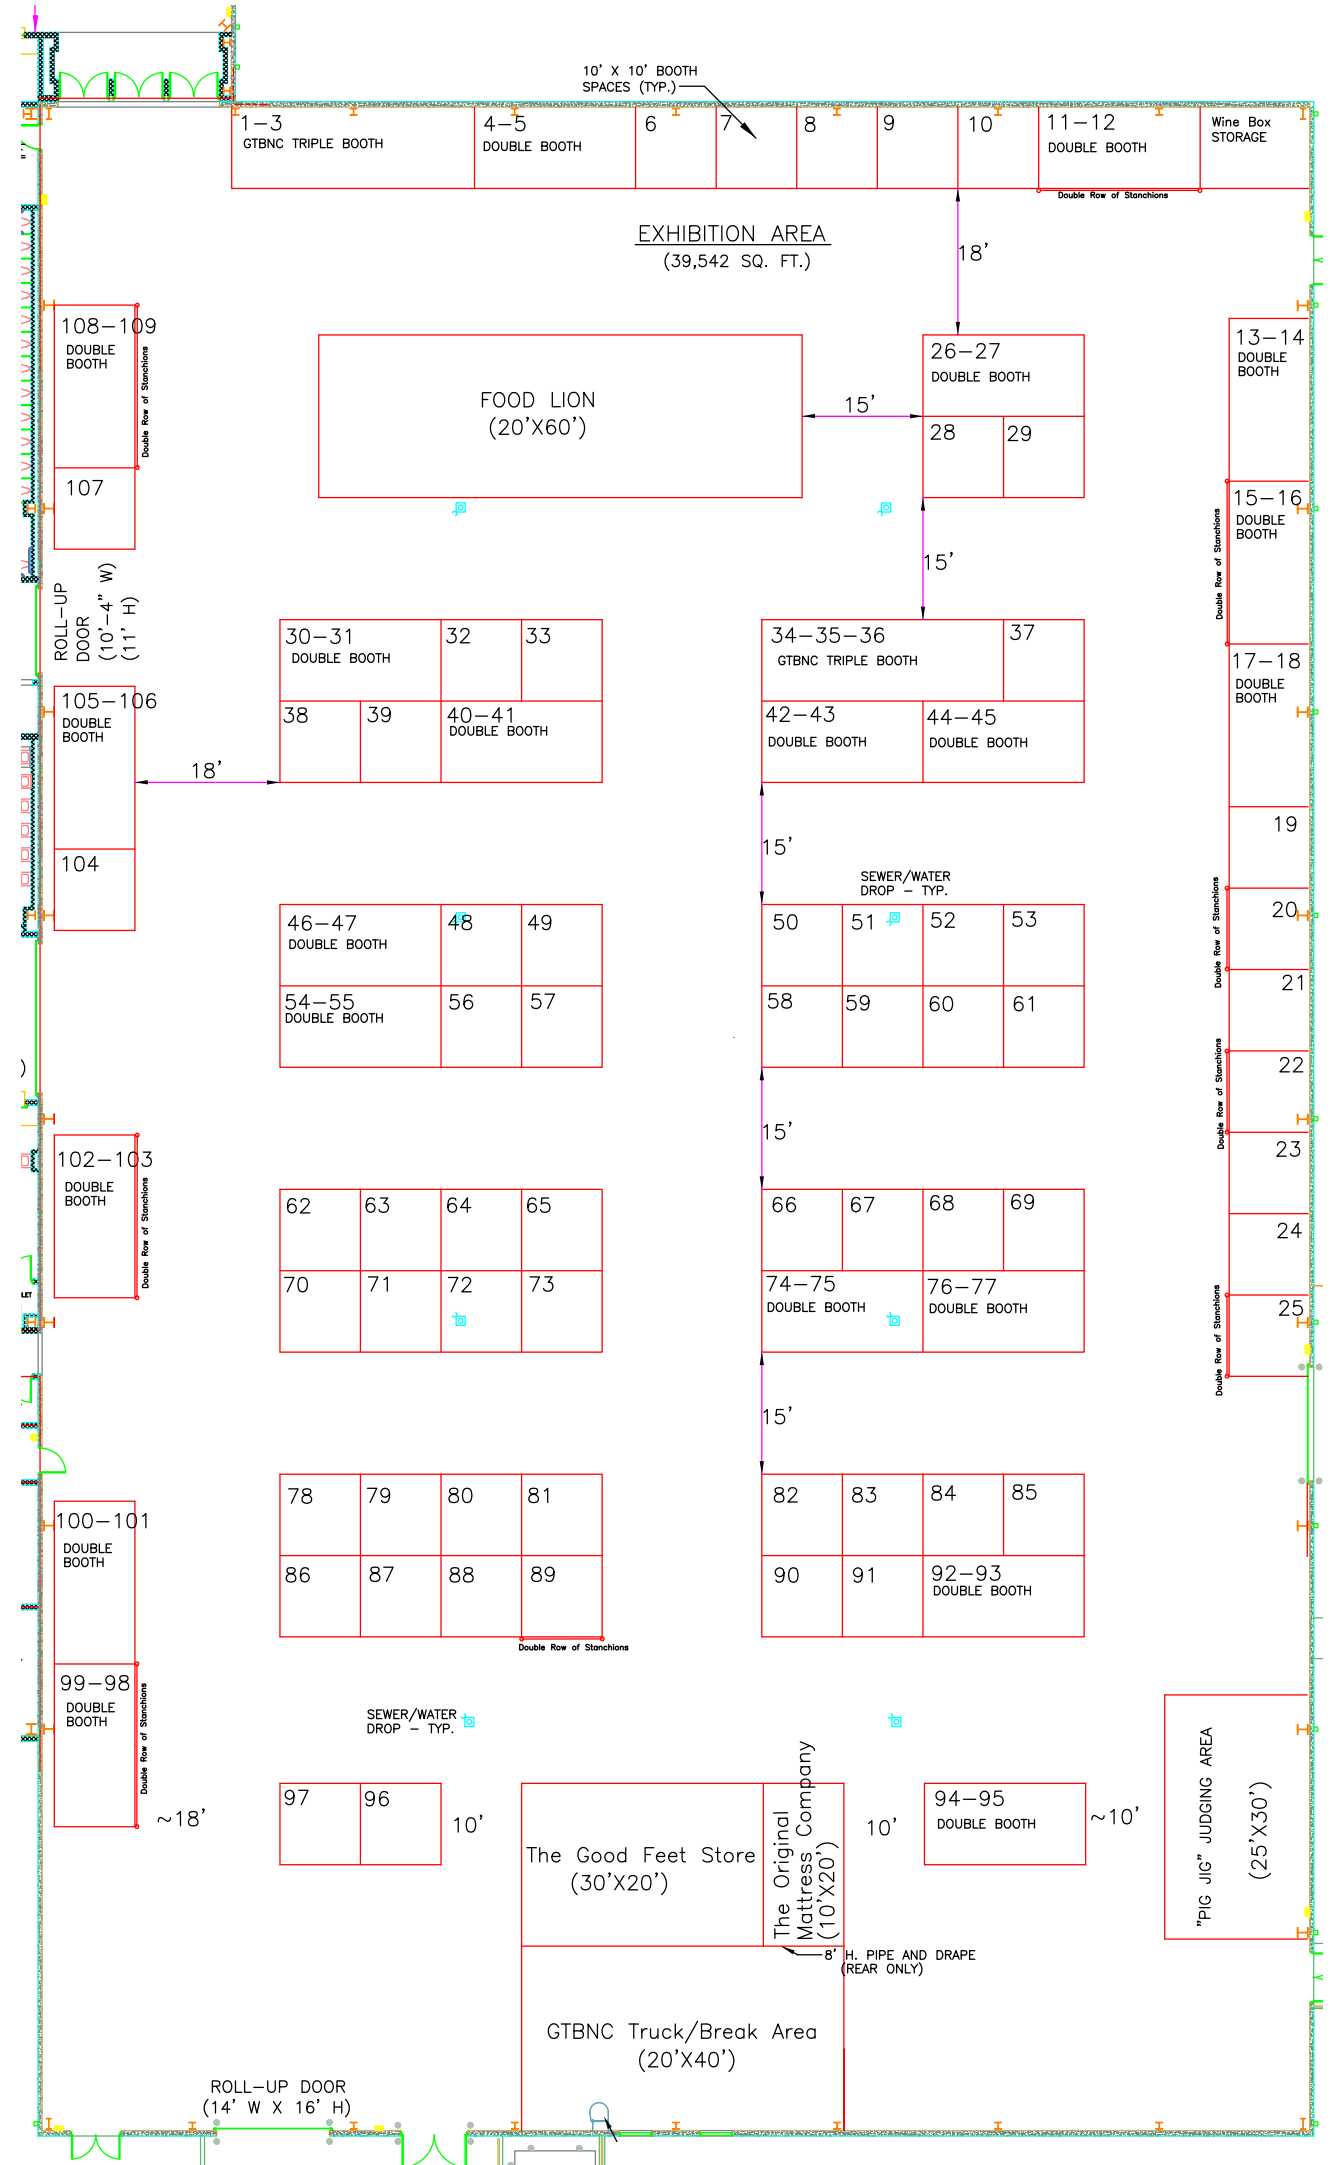 10' X 10' BOOTH
SPACES (TYP.)
1-3
GTBNC TRIPLE BOOTH
4-5
DOUBLE BOOTH
6
7
8
9
10
11-12
DOUBLE BOOTH
Wine Box
STORAGE
Double Row of Stanchions
EXHIBITION AREA
(39,542 SQ. FT.)
18'
108-109
DOUBLE
BOOTH
Double Row of Stanchions
107
FOOD LION
(20'X60')
15'
26-27
DOUBLE BOOTH
28
29
13-14
DOUBLE
BOOTH
15-16
DOUBLE
BOOTH
Double Row of Stanchions
15'
ROLL-UP
DOOR
(10'-4" W)
(11' H)
30-31
DOUBLE BOOTH
32
33
34-35-36
GTBNC TRIPLE BOOTH
37
17-18
DOUBLE
BOOTH
105-106
DOUBLE
BOOTH
38
39
40-41
DOUBLE BOOTH
42-43
DOUBLE BOOTH
44-45
DOUBLE BOOTH
18'
104
15'
19
SEWER/WATER
DROP - TYP.
46-47
DOUBLE BOOTH
48
49
50
51
52
53
20
Double Row of Stanchions
54-55
DOUBLE BOOTH
56
57
58
59
60
61
21
)
22
Double Row of Stanchions
15'
102-103
DOUBLE
BOOTH
Double Row of Stanchions
23
62
63
64
65
66
67
68
69
24
70
71
72
73
74-75
DOUBLE BOOTH
76-77
DOUBLE BOOTH
LET
25
Double Row of Stanchions
15'
100-101
DOUBLE
BOOTH
78
79
80
81
82
83
84
85
86
87
88
89
90
91
92-93
DOUBLE BOOTH
Double Row of Stanchions
99-98
DOUBLE
BOOTH
Double Row of Stanchions
SEWER/WATER
DROP - TYP.
~18'
97
96
10'
The Good Feet Store
(30'X20')
The Original
Mattress Company
(10'X20')
10'
94-95
DOUBLE BOOTH
~10'
"PIG JIG" JUDGING AREA
(25'X30')
8' H. PIPE AND DRAPE
(REAR ONLY)
GTBNC Truck/Break Area
(20'X40')
ROLL-UP DOOR
(14' W X 16' H)